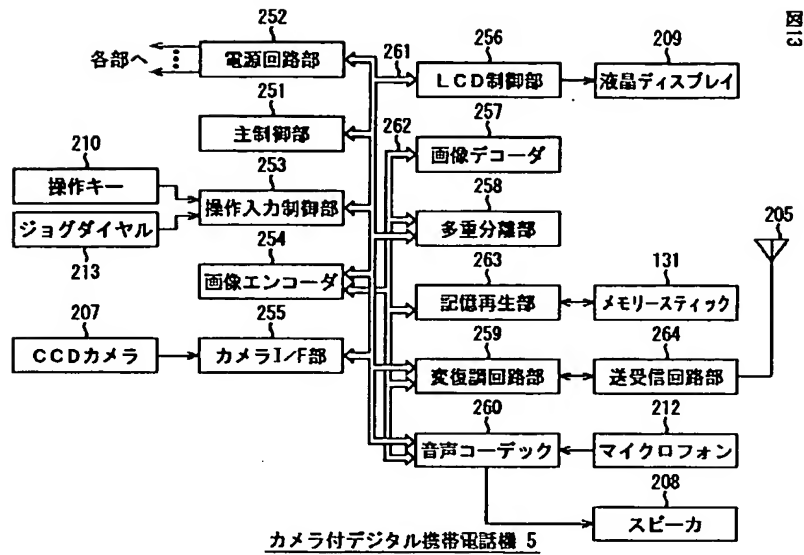 図13
252
256
209
各部へ
電源回路部
261
LCD制御部
液晶ディスプレイ
251
257
主制御部
262
画像デコーダ
210
253
258
操作キー
操作入力制御部
多重分離部
205
ジョグダイヤル
213
254
263
131
画像エンコーダ
記憶再生部
メモリースティック
207
255
259
264
CCDカメラ
カメラI/F部
変復調回路部
送受信回路部
260
212
音声コーデック
マイクロフォン
208
スピーカ
カメラ付デジタル携帯電話機 5